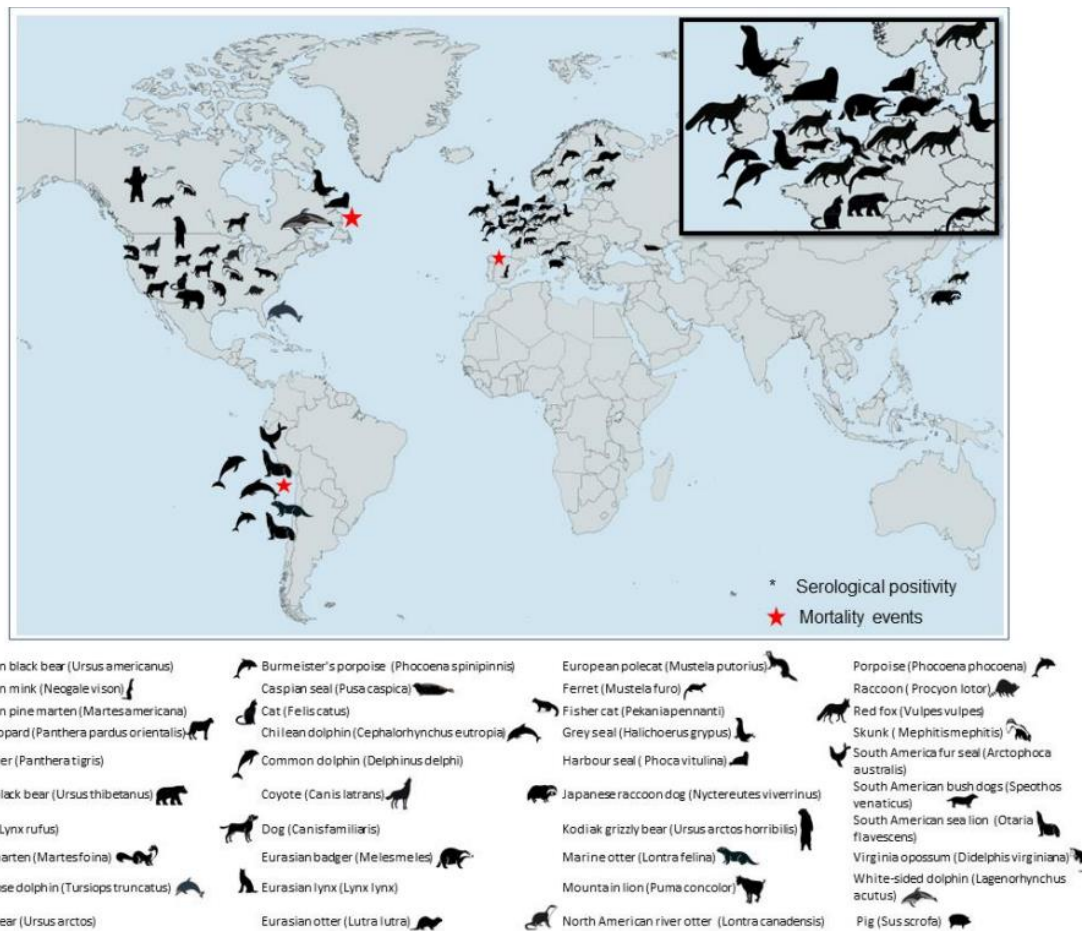 * Serological positivity
Mortality events
n black bear (Ursus americanus)
n mink (Neogale vison)
n pine marten (Martes americana)
opard (Panthera pardus orientalis)
er (Panthera tigris)
lack bear (Ursus thibetanus)
Lynx rufus)
arten (Martes foina)
ose dolphin (Tursiops truncatus)
ear (Ursus arctos)
Burmeister's porpoise (Phocoena spinipinnis)
Caspian seal (Pusa caspica)
Cat (Felis catus)
Chilean dolphin (Cephalorhynchus eutropia)
Common dolphin (Delphinus delphi)
Coyote (Canis latrans)
Dog (Canis familiaris)
Eurasian badger (Meles meles)
Eurasian lynx (Lynx lynx)
Eurasian otter (Lutra lutra)
European polecat (Mustela putorius)
Ferret (Mustela furo)
Fisher cat (Pekania pennanti)
Grey seal (Halichoerus grypus)
Harbour seal (Phoca vitulina)
Japanese raccoon dog (Nyctereutes viverrinus)
Kodiak grizzly bear (Ursus arctos horribilis)
Marine otter (Lontra felina)
Mountain lion (Puma concolor)
North American river otter (Lontra canadensis)
Porpoise (Phocoena phocoena)
Raccoon (Procyon lotor)
Red fox (Vulpes vulpes)
Skunk (Mephitis mephitis)
South America fur seal (Arctophoca
australis)
South American bush dogs (Speothos
venaticus)
South American sea lion (Otaria
flavescens)
Virginia opossum (Didelphis virginiana)
White-sided dolphin (Lagenorhynchus
acutus)
Pig (Sus scrofa)